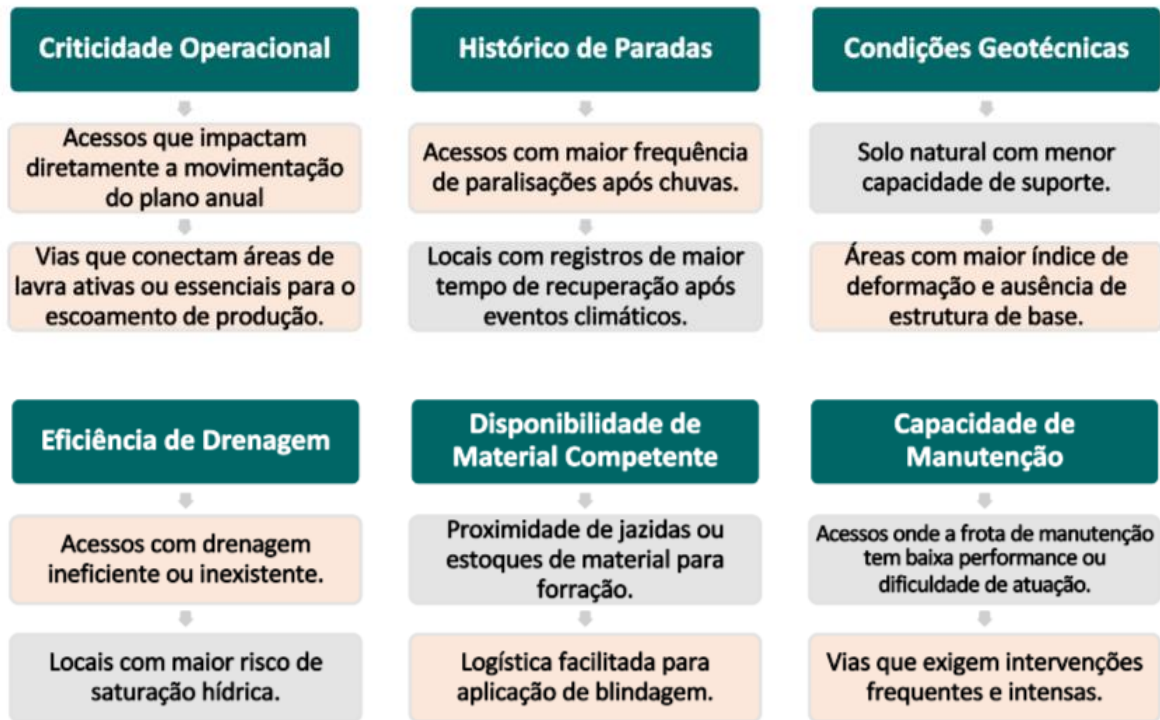 Criticidade Operacional
Acessos que impactam
diretamente a movimentação
do plano anual
Vias que conectam áreas de
lavra ativas ou essenciais para o
escoamento de produção.
Histórico de Paradas
Acessos com maior frequência
de paralisações após chuvas.
Locais com registros de maior
tempo de recuperação após
eventos climáticos.
Condições Geotécnicas
Solo natural com menor
capacidade de suporte.
Áreas com maior índice de
deformação e ausência de
estrutura de base.
Eficiência de Drenagem
Acessos com drenagem
ineficiente ou inexistente.
Locais com maior risco de
saturação hídrica.
Disponibilidade de
Material Competente
Proximidade de jazidas ou
estoques de material para
forração.
Logística facilitada para
aplicação de blindagem.
Capacidade de
Manutenção
Acessos onde a frota de manutenção
tem baixa performance ou
dificuldade de atuação.
Vias que exigem intervenções
frequentes e intensas.